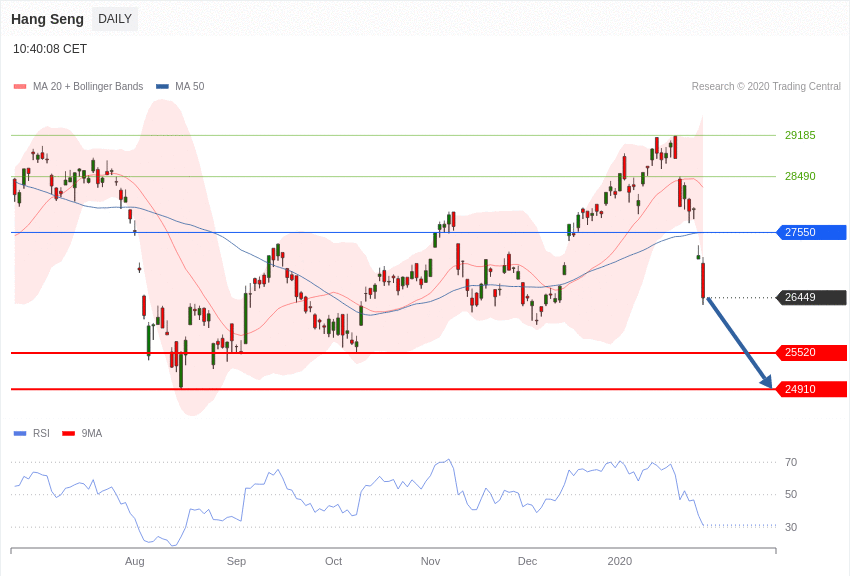 Hang Seng DAILY
10:40:08 CET
MA 20 + Bollinger Bands MA 50 Research © 2020 Trading Central
29185
28490
27550
26449
25520
24910
RSI 9MA
70
50
30
Aug Sep Oct Nov Dec 2020